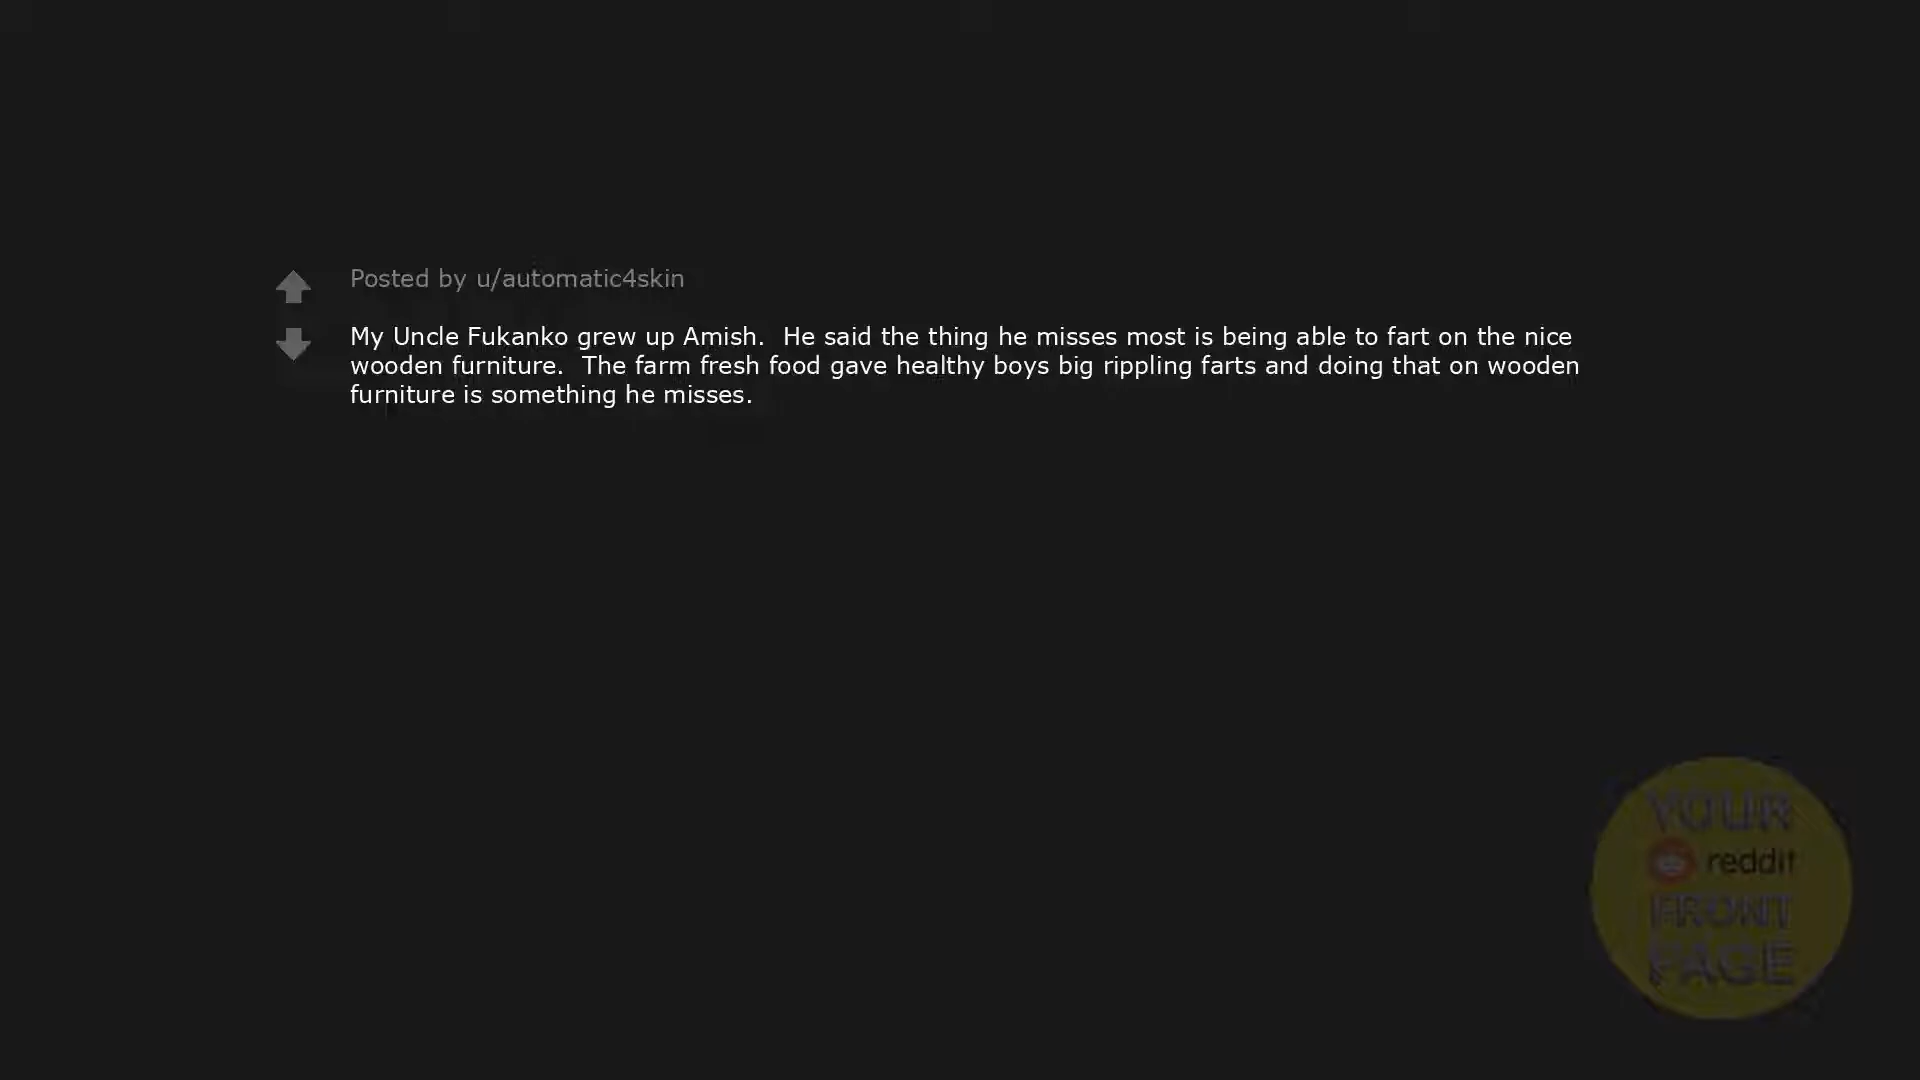 Posted by u/automatic4skin
My Uncle Fukanko grew up Amish.  He said the thing he misses most is being able to fart on the nice
wooden furniture.  The farm fresh food gave healthy boys big rippling farts and doing that on wooden
furniture is something he misses.
YOUR
reddit
FRONT
PAGE